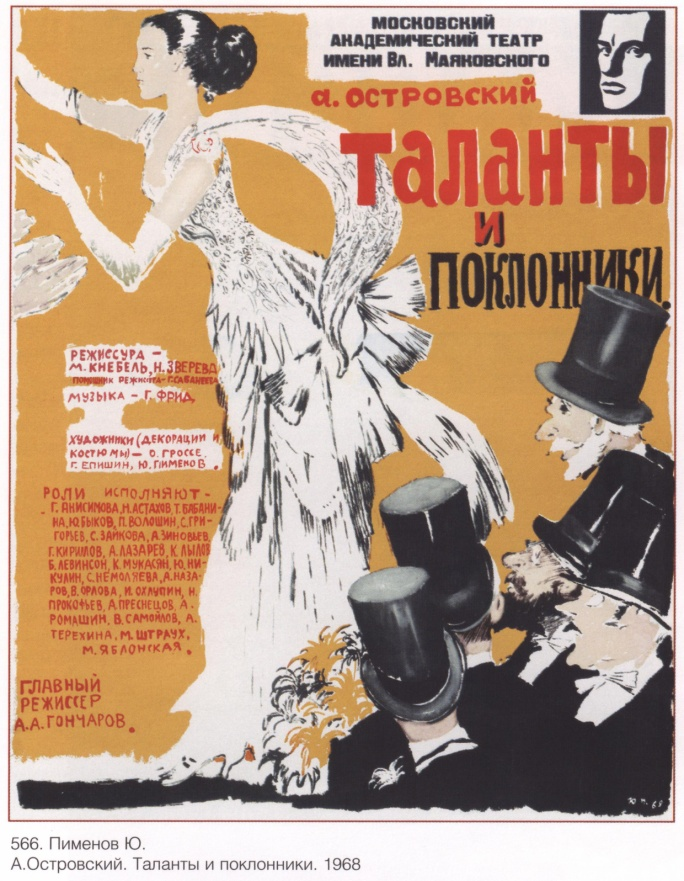 МОСКОВСКИЙ
АКАДЕМИЧЕСКИЙ ТЕАТР
ИМЕНИ ВЛ. МАЯКОВСКОГО
А. ОСТРОВСКИЙ
ТАЛАНТЫ
И
ПОКЛОННИКИ.
РЕЖИССУРА –
М. КНЕБЕЛЬ, Н. ЗВЕРЕВА
ПОМОЩНИК РЕЖИССЕРА – Г. САБАНЕЕВА
МУЗЫКА – Г. ФРИД
ХУДОЖНИКИ (ДЕКОРАЦИИ И
КОСТЮМЫ) – О. ГРОССЕ
Г. ЕПИШИН, Ю. ПИМЕНОВ.
РОЛИ ИСПОЛНЯЮТ –
Г. АНИСИМОВА, Н. АСТАХОВ, Т. БАБАНИ-
НА, Ю. БЫКОВ, П. ВОЛОШИН, С. ГРИ-
ГОРЬЕВ, С. ЗАЙКОВА, А. ЗИНОВЬЕВ,
Г. КИРИЛЛОВ, А. ЛАЗАРЕВ, К. ЛЫЛОВ
Б. ЛЕВИНСОН, К. МУКАСЯН, Ю. НИ-
КУЛИН, С. НЕМОЛЯЕВА, А. НАЗА-
РОВ, В. ОРЛОВА, И. ОХЛУПИН, Н.
ПРОКОФЬЕВ, А. ПРЕСНЕЦОВ, А.
РОМАШИН, В. САМОЙЛОВ, А.
ТЕРЕХИНА, М. ШТРАУХ,
М. ЯБЛОНСКАЯ.
ГЛАВНЫЙ
РЕЖИССЕР
А.А. ГОНЧАРОВ.
Ю.П. 68
566. Пименов Ю.
А.Островский. Таланты и поклонники. 1968